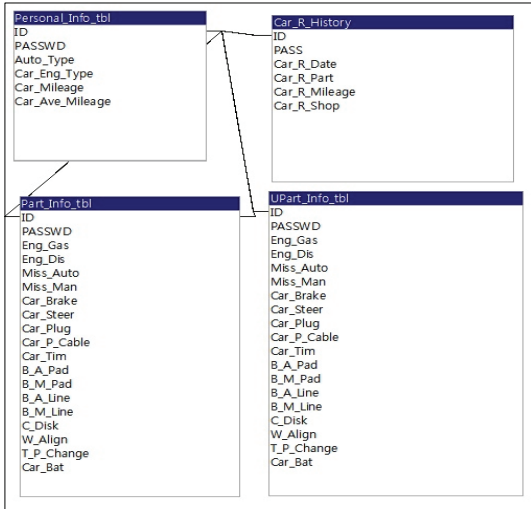 Personal_Info_tbl
ID
PASSWD
Auto_Type
Car_Eng_Type
Car_Mileage
Car_Ave_Mileage
Car_R_History
ID
PASS
Car_R_Date
Car_R_Part
Car_R_Mileage
Car_R_Shop
Part_Info_tbl
ID
PASSWD
Eng_Gas
Eng_Dis
Miss_Auto
Miss_Man
Car_Brake
Car_Steer
Car_Plug
Car_P_Cable
Car_Tim
B_A_Pad
B_M_Pad
B_A_Line
B_M_Line
C_Disk
W_Align
T_P_Change
Car_Bat
UPart_Info_tbl
ID
PASSWD
Eng_Gas
Eng_Dis
Miss_Auto
Miss_Man
Car_Brake
Car_Steer
Car_Plug
Car_P_Cable
Car_Tim
B_A_Pad
B_M_Pad
B_A_Line
B_M_Line
C_Disk
W_Align
T_P_Change
Car_Bat